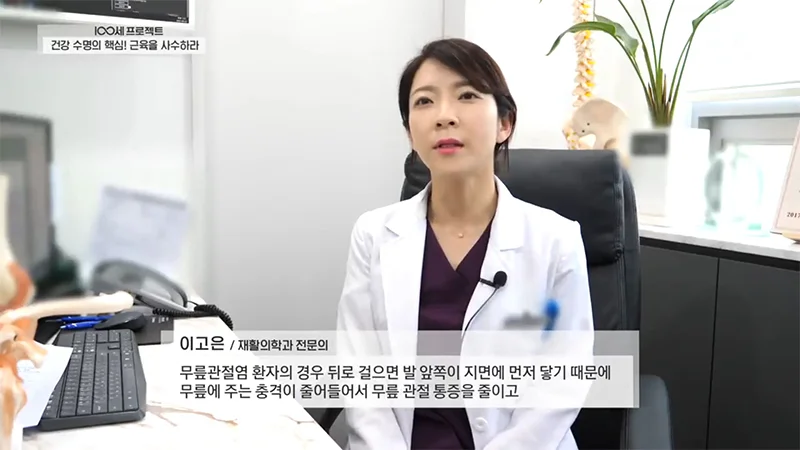 100세 프로젝트
건강 수명의 핵심! 근육을 사수하라
이고은 / 재활의학과 전문의
무릎관절염 환자의 경우 뒤로 걸으면 발 앞쪽이 지면에 먼저 닿기 때문에
무릎에 주는 충격이 줄어들어서 무릎 관절 통증을 줄이고